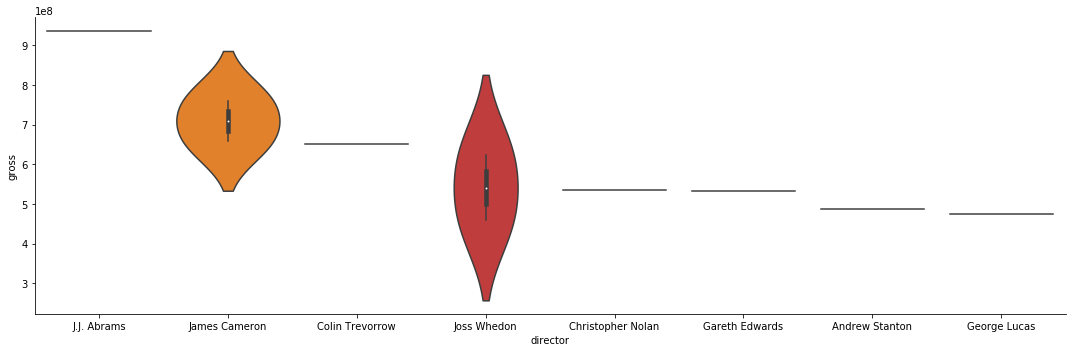 1e8
9
8
7
6
5
4
3
gross
J.J. Abrams James Cameron Colin Trevorrow Joss Whedon Christopher Nolan Gareth Edwards Andrew Stanton George Lucas
director